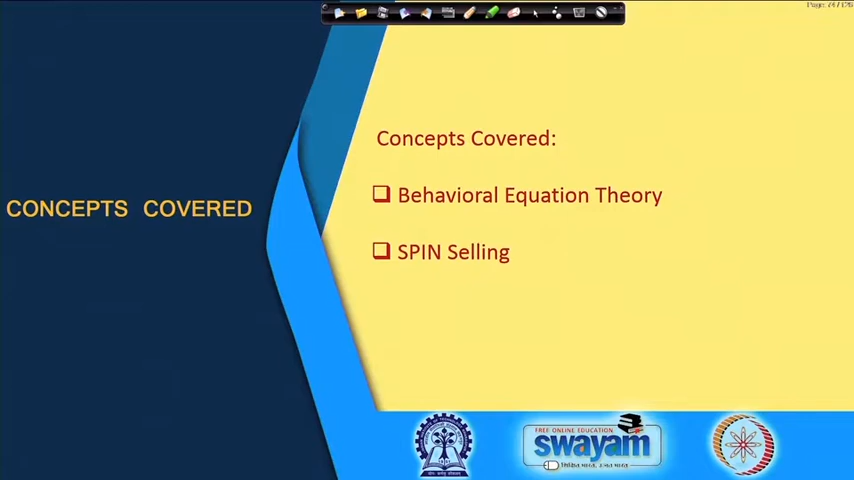 CONCEPTS COVERED
Concepts Covered:
Behavioral Equation Theory
SPIN Selling
FREE ONLINE EDUCATION
swayam